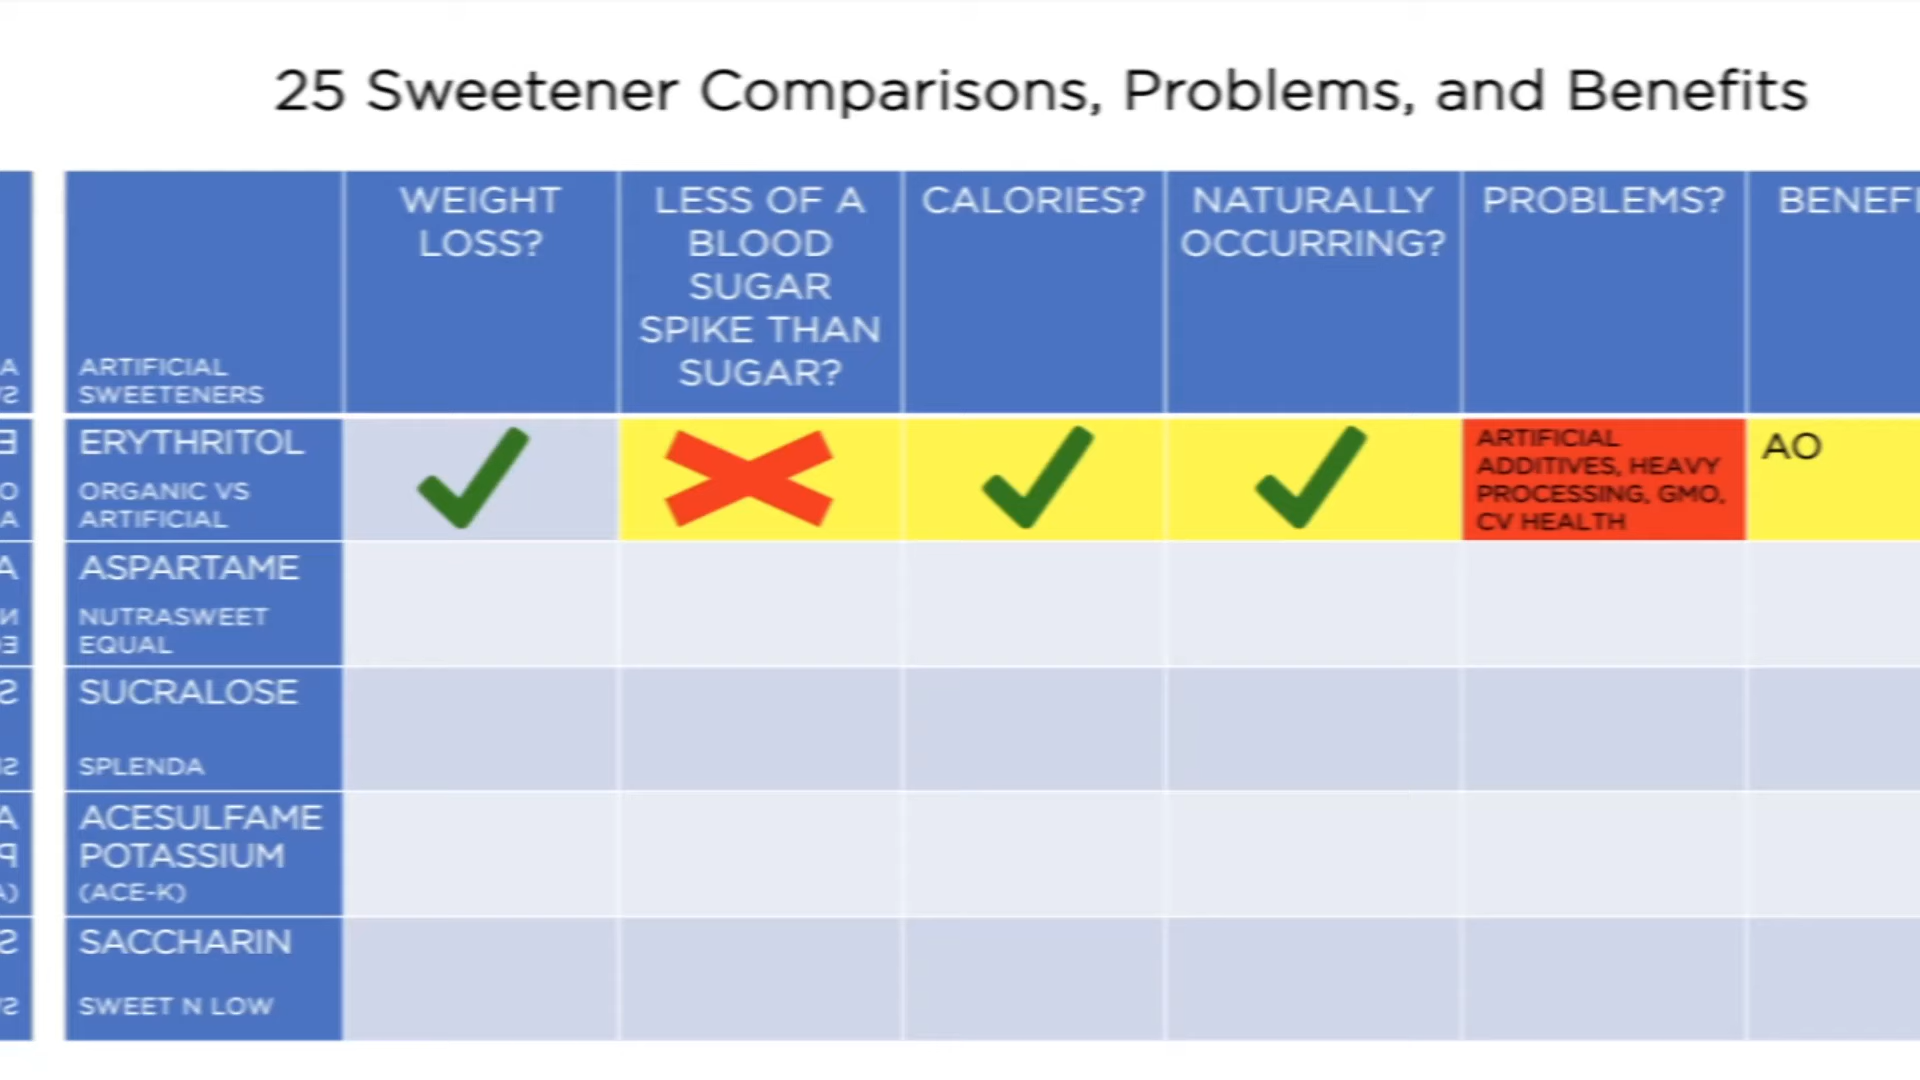 25 Sweetener Comparisons, Problems, and Benefits
ARTIFICIAL
SWEETENERS
WEIGHT
LOSS?
LESS OF A
BLOOD
SUGAR
SPIKE THAN
SUGAR?
CALORIES?
NATURALLY
OCCURRING?
PROBLEMS?
BENEFI
ERYTHRITOL
ORGANIC VS
ARTIFICIAL
ARTIFICIAL
ADDITIVES, HEAVY
PROCESSING, GMO,
CV HEALTH
AO
ASPARTAME
NUTRASWEET
EQUAL
SUCRALOSE
SPLENDA
ACESULFAME
POTASSIUM
(ACE-K)
SACCHARIN
SWEET N LOW